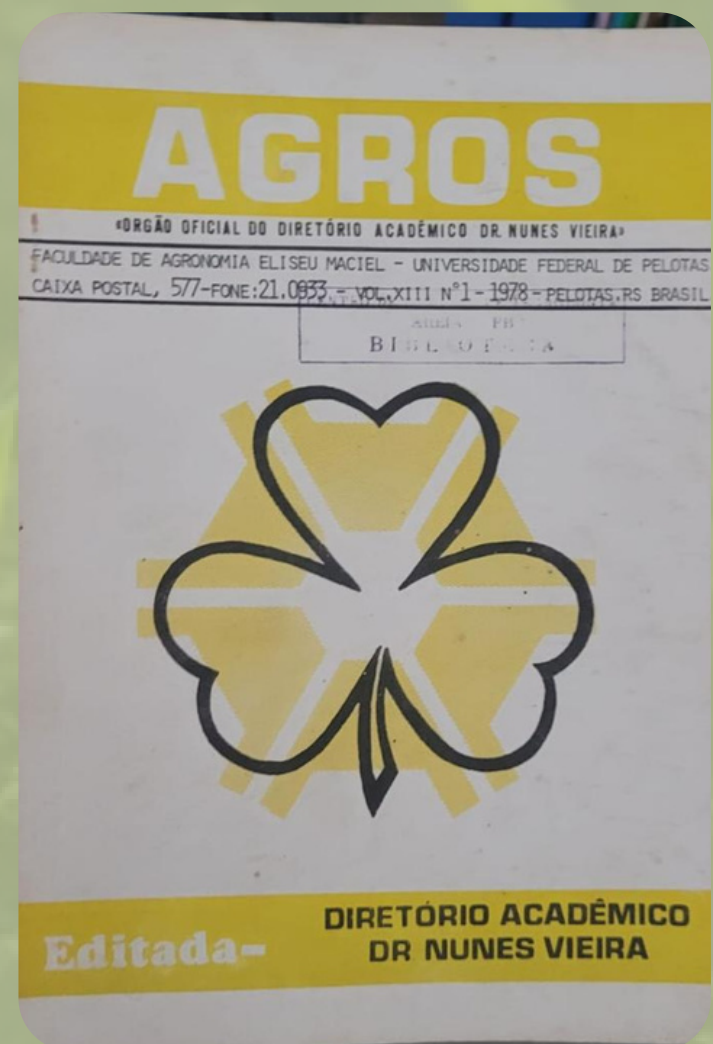 AGROS
«ORGÃO OFICIAL DO DIRETÓRIO ACADÊMICO DR. NUNES VIEIRA»
FACULDADE DE AGRONOMIA ELISEU MACIEL - UNIVERSIDADE FEDERAL DE PELOTAS
CAIXA POSTAL, 577-FONE:21.0933 - VOL.XIII Nº1 - 1978 - PELOTAS.RS BRASIL
PB
Editada-
DIRETÓRIO ACADÊMICO
DR NUNES VIEIRA